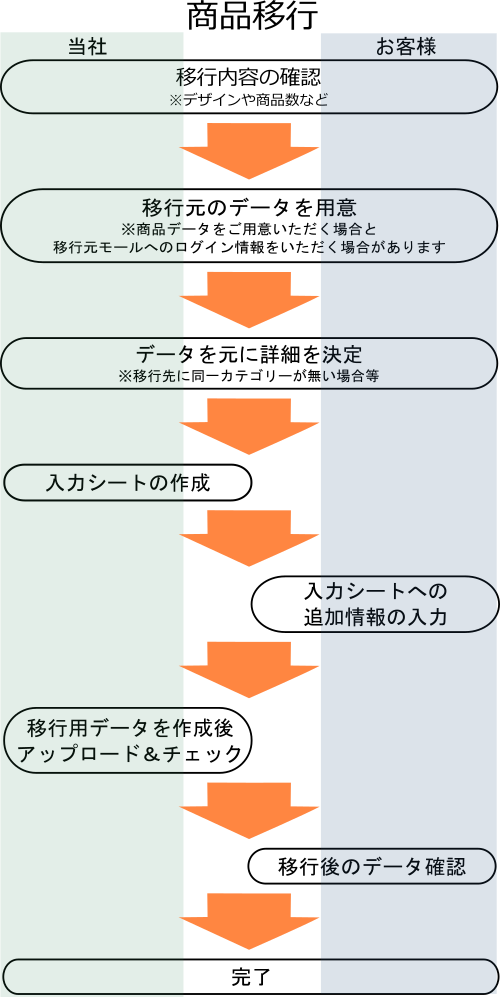 商品移行
当社
お客様
移行内容の確認
※デザインや商品数など
移行元のデータを用意
※商品データをご用意いただく場合と
移行元モールへのログイン情報をいただく場合があります
データを元に詳細を決定
※移行先に同一カテゴリーが無い場合等
入力シートの作成
入力シートへの
追加情報の入力
移行用データを作成後
アップロード＆チェック
移行後のデータ確認
完了